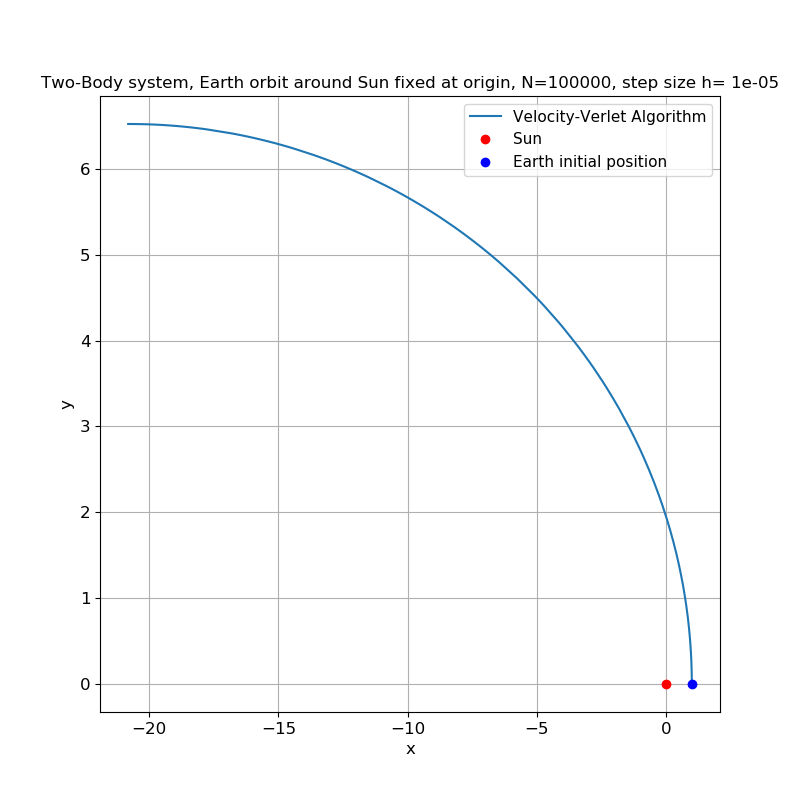 Two-Body system, Earth orbit around Sun fixed at origin, N=100000, step size h= 1e-05
Velocity-Verlet Algorithm
Sun
Earth initial position
6
5
4
3
2
1
0
y
−20
−15
−10
−5
0
x